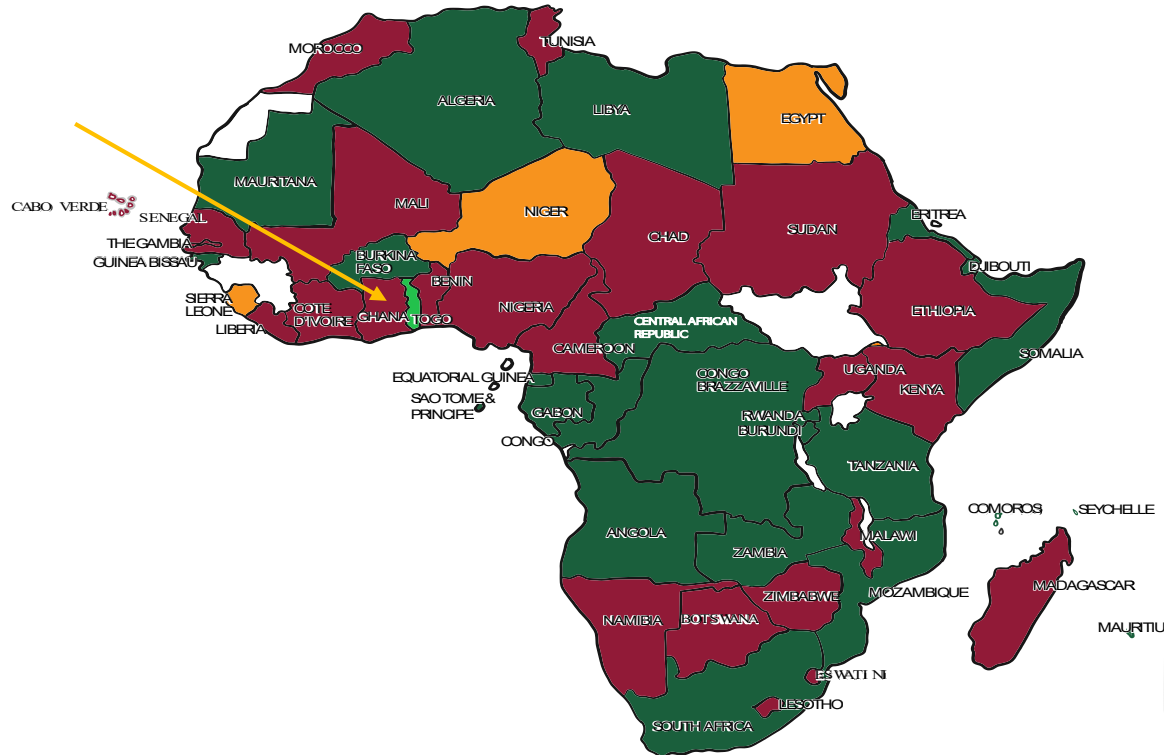 MOROCCO
TUNISIA
ALGERIA
LIBYA
EGYPT
MAURITANA
MALI
NIGER
CABO VERDE
SENEGAL
CHAD
SUDAN
ERITREA
THE GAMBIA
GUINEA BISSAU
BURKINA
FASO
DJIBOUTI
BENIN
SIERRA
LEONE
COTE
D'IVOIRE
GHANA
TOGO
NIGERIA
ETHIOPIA
LIBERIA
CENTRAL AFRICAN
REPUBLIC
CAMEROON
SOMALIA
EQUATORIAL GUINEA
CONGO
BRAZZAVILLE
UGANDA
KENYA
SAO TOME &
PRINCIPE
GABON
RWANDA
BURUNDI
CONGO
TANZANIA
COMOROS,
SEYCHELLE
ANGOLA
MALAWI
ZAMBIA
MADAGASCAR
MOZAMBIQUE
ZIMBABWE
NAMIBIA
BOTSWANA
MAURITIU
ESWATINI
LESOTHO
SOUTH AFRICA